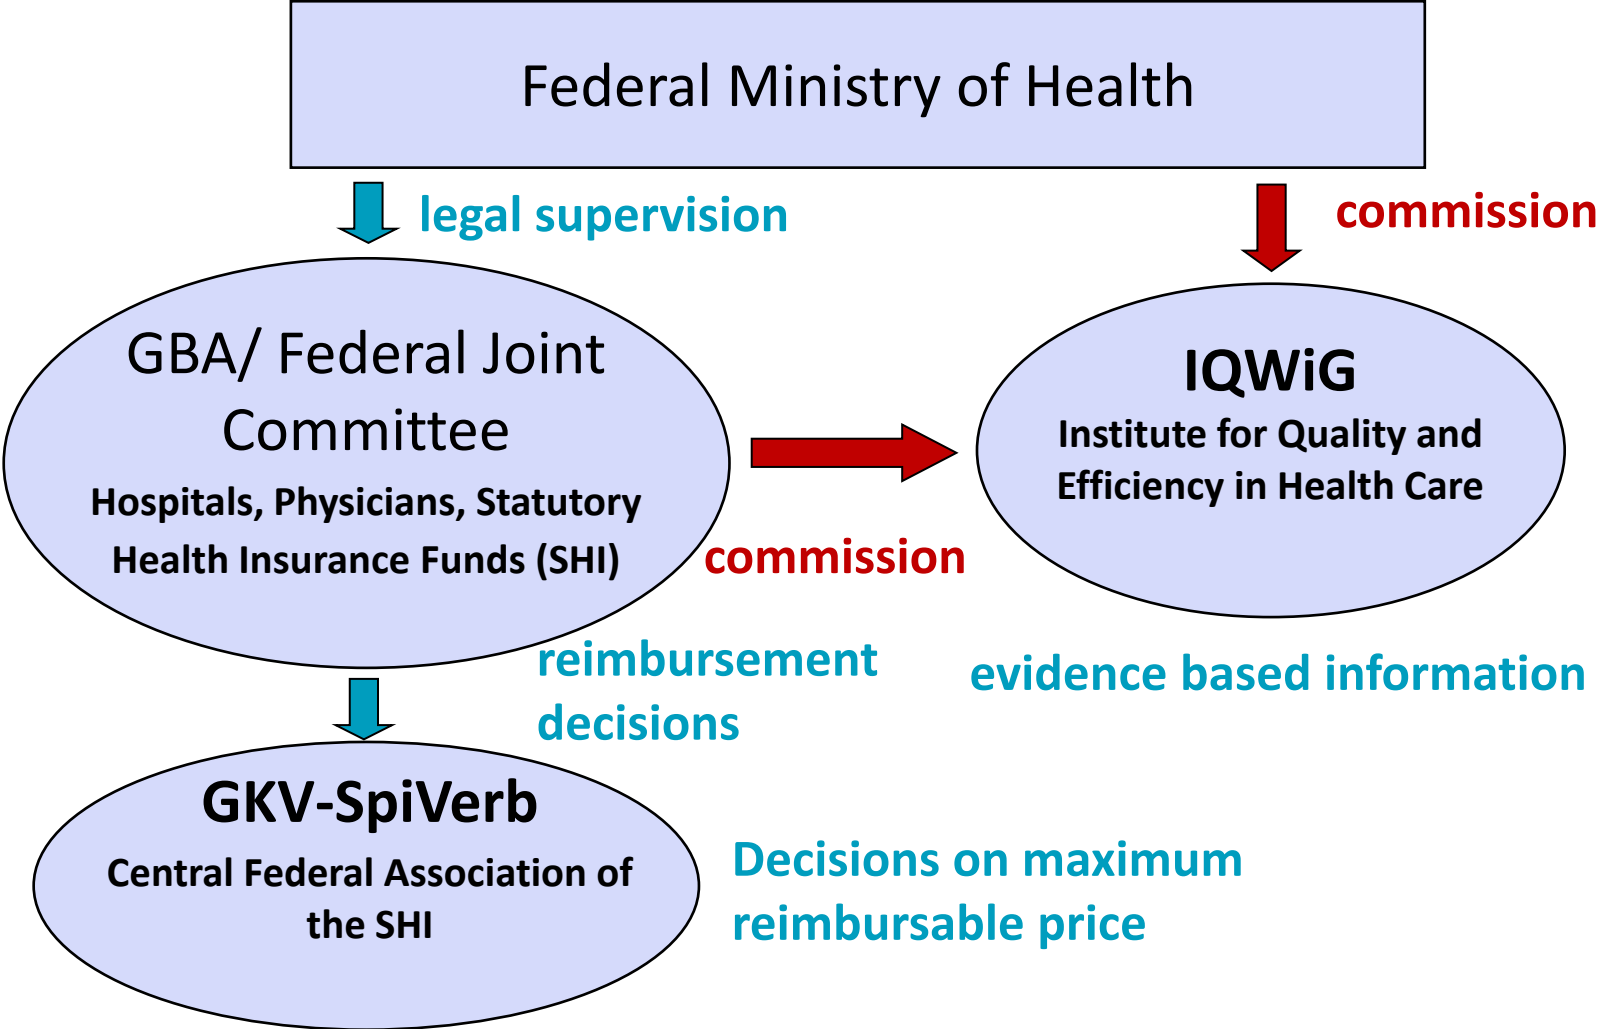 Federal Ministry of Health
legal supervision
commission
GBA/ Federal Joint
Committee
Hospitals, Physicians, Statutory
Health Insurance Funds (SHI)
IQWiG
Institute for Quality and
Efficiency in Health Care
commission
reimbursement
decisions
evidence based information
GKV-SpiVerb
Central Federal Association of
the SHI
Decisions on maximum
reimbursable price